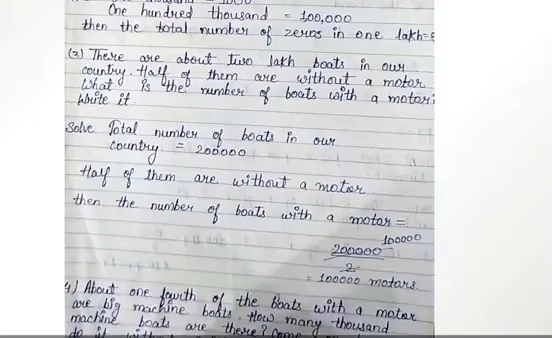 One hundred thousand = 100,000
then the total number of zeros in one lakh=
(3) There are about two lakh boats in our
country. Half of them are without a motor
What is the number of boats with a motor?
Write it.
Solve Total number of boats in our
country = 200000
Half of them are without a motor
then the number of boats with a motor =
100000
200000
2
= 100000 motors.
4) About one fourth of the boats with a motor
are big machine boats. How many thousand
machine boats are there? Come
do it